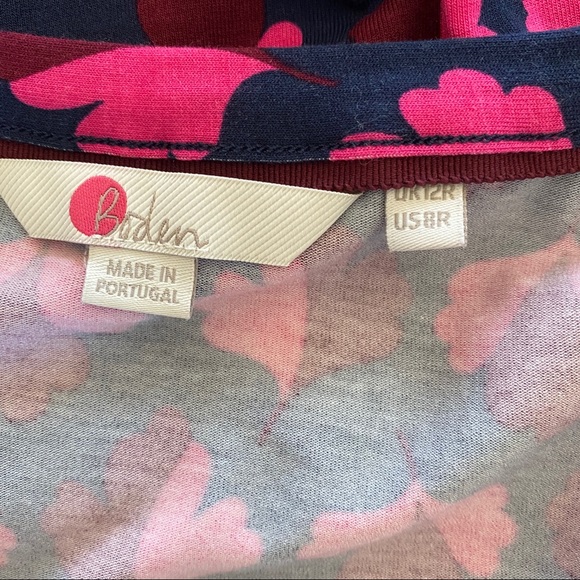 Boden
MADE IN
PORTUGAL
UK12R
US8R